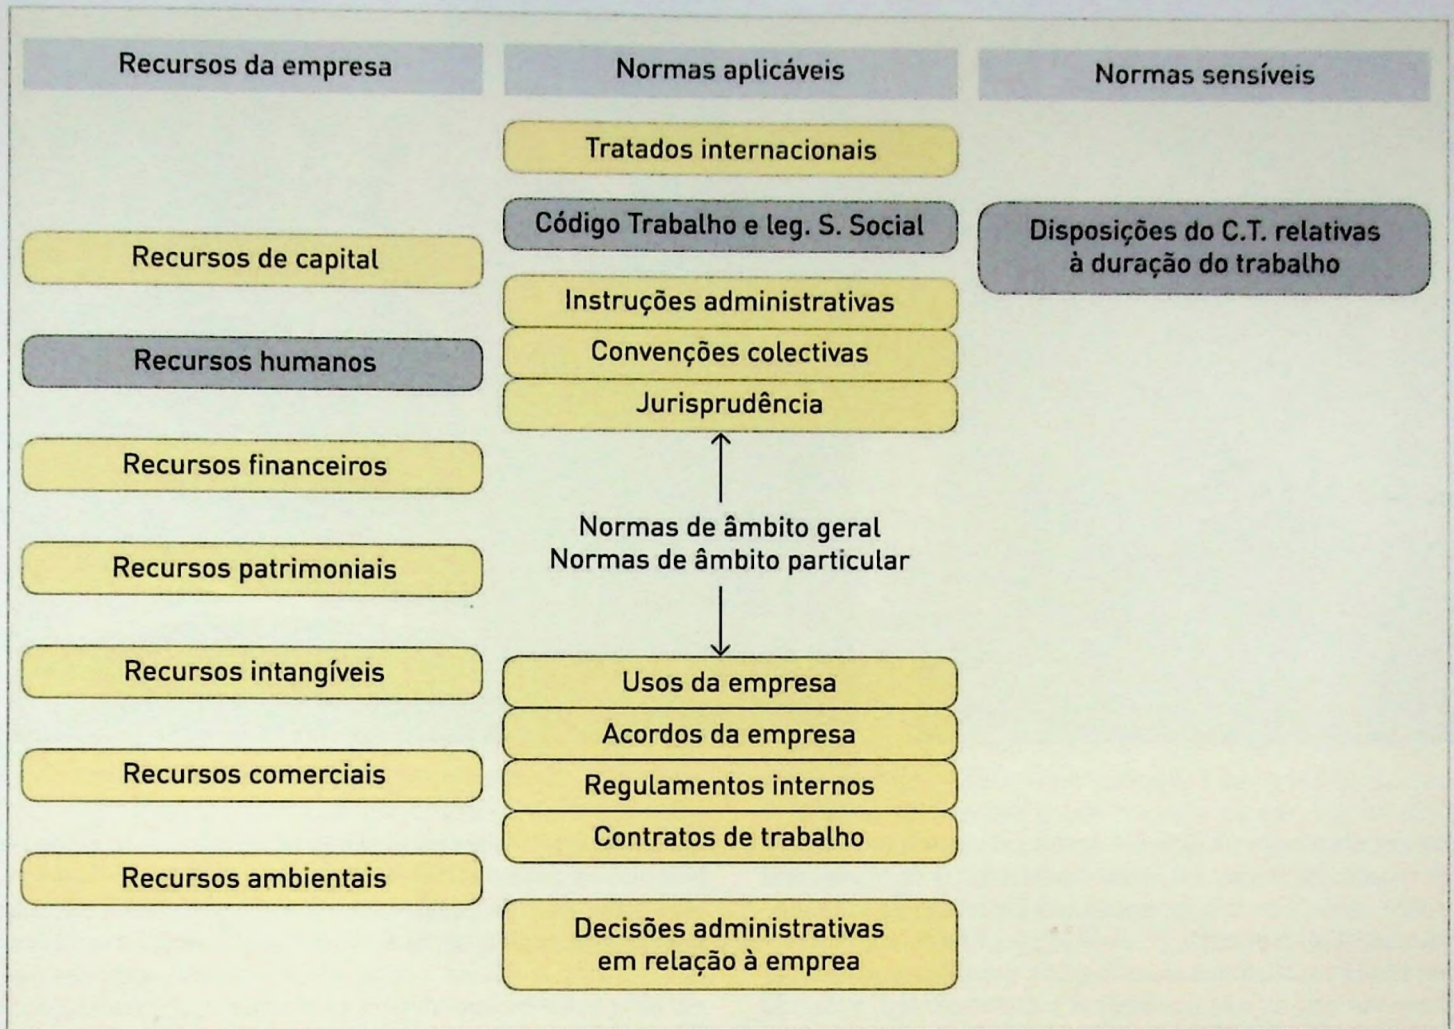 Recursos da empresa
Recursos de capital
Recursos humanos
Recursos financeiros
Recursos patrimoniais
Recursos intangíveis
Recursos comerciais
Recursos ambientais
Normas aplicáveis
Tratados internacionais
Código Trabalho e leg. S. Social
Instruções administrativas
Convenções colectivas
Jurisprudência
Normas de âmbito geral
Normas de âmbito particular
Usos da empresa
Acordos da empresa
Regulamentos internos
Contratos de trabalho
Decisões administrativas
em relação à emprea
Normas sensíveis
Disposições do C.T. relativas
à duração do trabalho